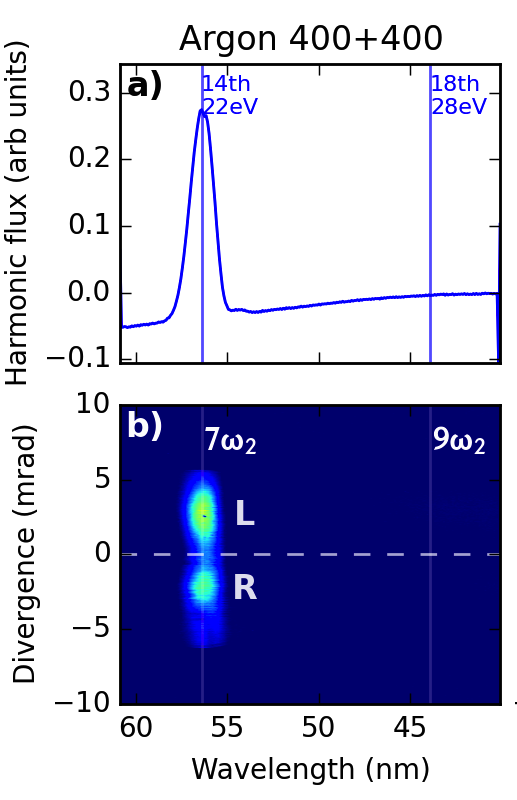 Argon 400+400
Harmonic flux (arb units)
a)
14th
22eV
18th
28eV
0.3
0.2
0.1
0.0
−0.1
Divergence (mrad)
b)
7ω₂
9ω₂
L
R
10
5
0
−5
−10
60
55
50
45
Wavelength (nm)